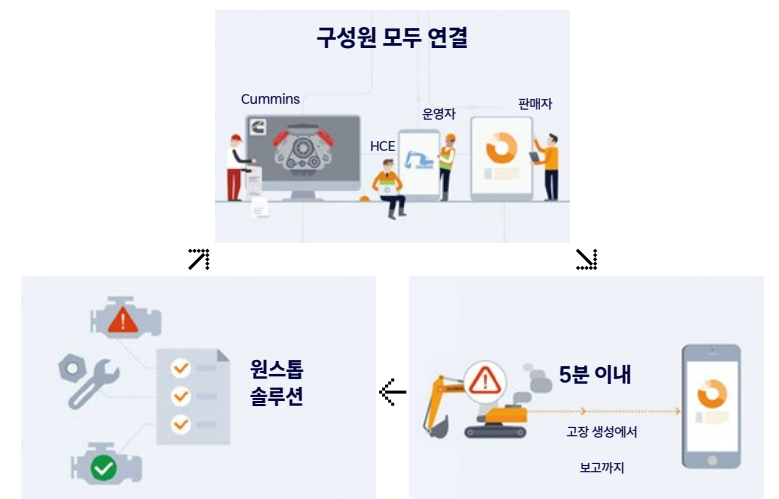 구성원 모두 연결
Cummins
HCE
운영자
판매자
원스톱
솔루션
5분 이내
고장 생성에서
보고까지